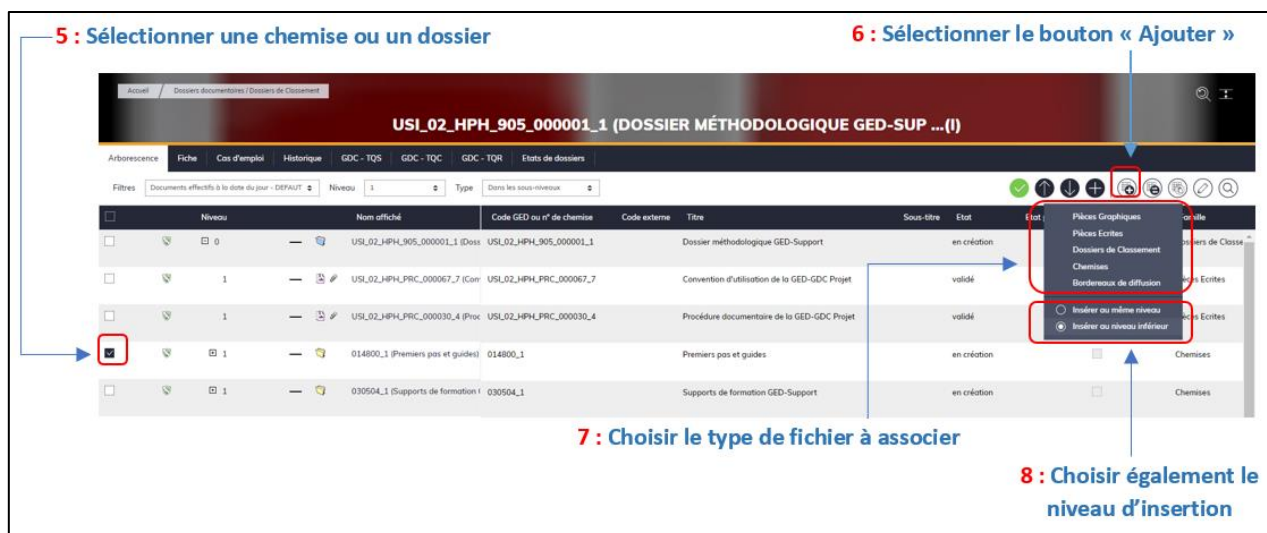 5 : Sélectionner une chemise ou un dossier
6 : Sélectionner le bouton « Ajouter »
Accueil / Dossiers documentaires / Dossiers de Classement
USI_02_HPH_905_000001_1 (DOSSIER MÉTHODOLOGIQUE GED-SUP ...(I)
Arborescence Fiche Cas d'emploi Historique GDC - TQS GDC - TQC GDC - TQR Etats de dossiers
Filtres Documents effectifs à la date du jour - DEFAUT Niveau 1 Type Dans les sous-niveaux
Niveau Nom affiché Code GED ou n° de chemise Code externe Titre Sous-titre Etat Etat
Pièces Graphiques
Pièces Ecrites
Dossiers de Classement
Chemises
Bordereaux de diffusion
Insérer au même niveau
Insérer au niveau inférieur
0 USI_02_HPH_905_000001_1 (Doss USI_02_HPH_905_000001_1 Dossier méthodologique GED-Support en création
1 USI_02_HPH_PRC_000067_7 (Con USI_02_HPH_PRC_000067_7 Convention d'utilisation de la GED-GDC Projet validé
1 USI_02_HPH_PRC_000030_4 (Proc USI_02_HPH_PRC_000030_4 Procédure documentaire de la GED-GDC Projet validé
1 014800_1 (Premiers pas et guides) 014800_1 Premiers pas et guides en création Chemises
1 030504_1 (Supports de formation 030504_1 Supports de formation GED-Support en création Chemises
7 : Choisir le type de fichier à associer
8 : Choisir également le
niveau d'insertion